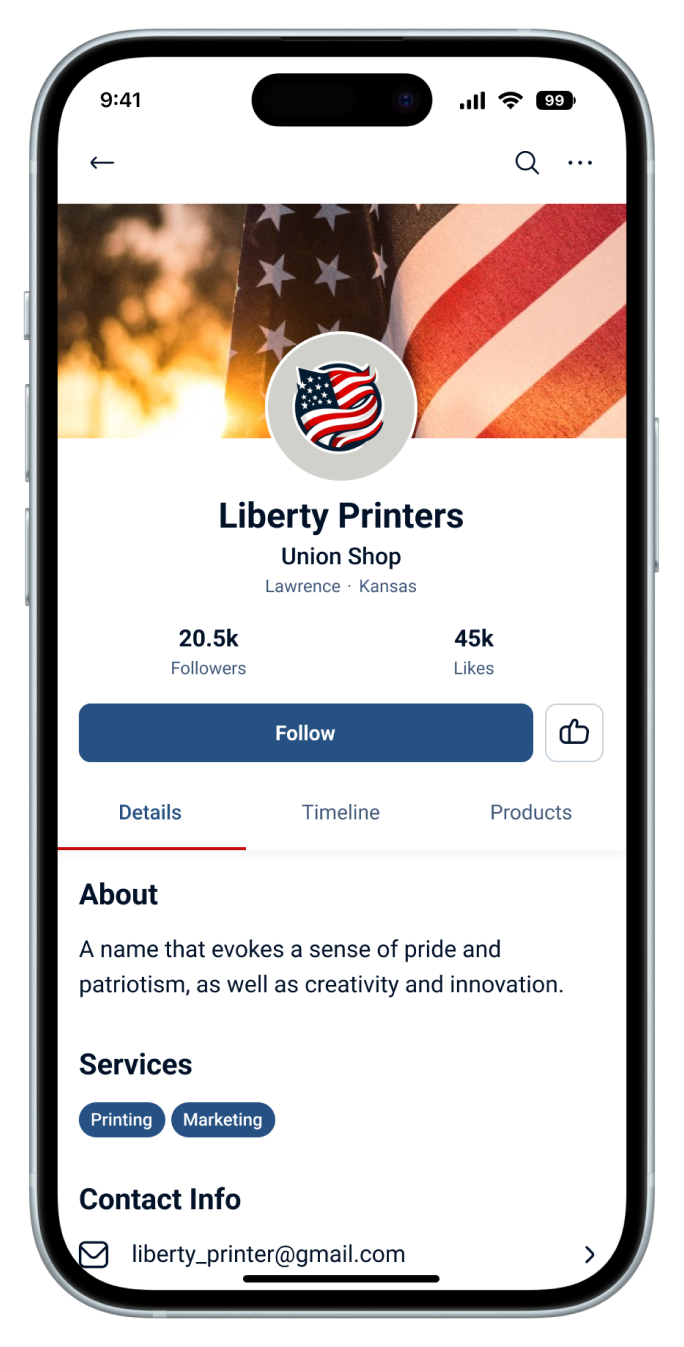 9:41
99
Liberty Printers
Union Shop
Lawrence · Kansas
20.5k 45k
Followers Likes
Follow
Details Timeline Products
About
A name that evokes a sense of pride and
patriotism, as well as creativity and innovation.
Services
Printing Marketing
Contact Info
liberty_printer@gmail.com